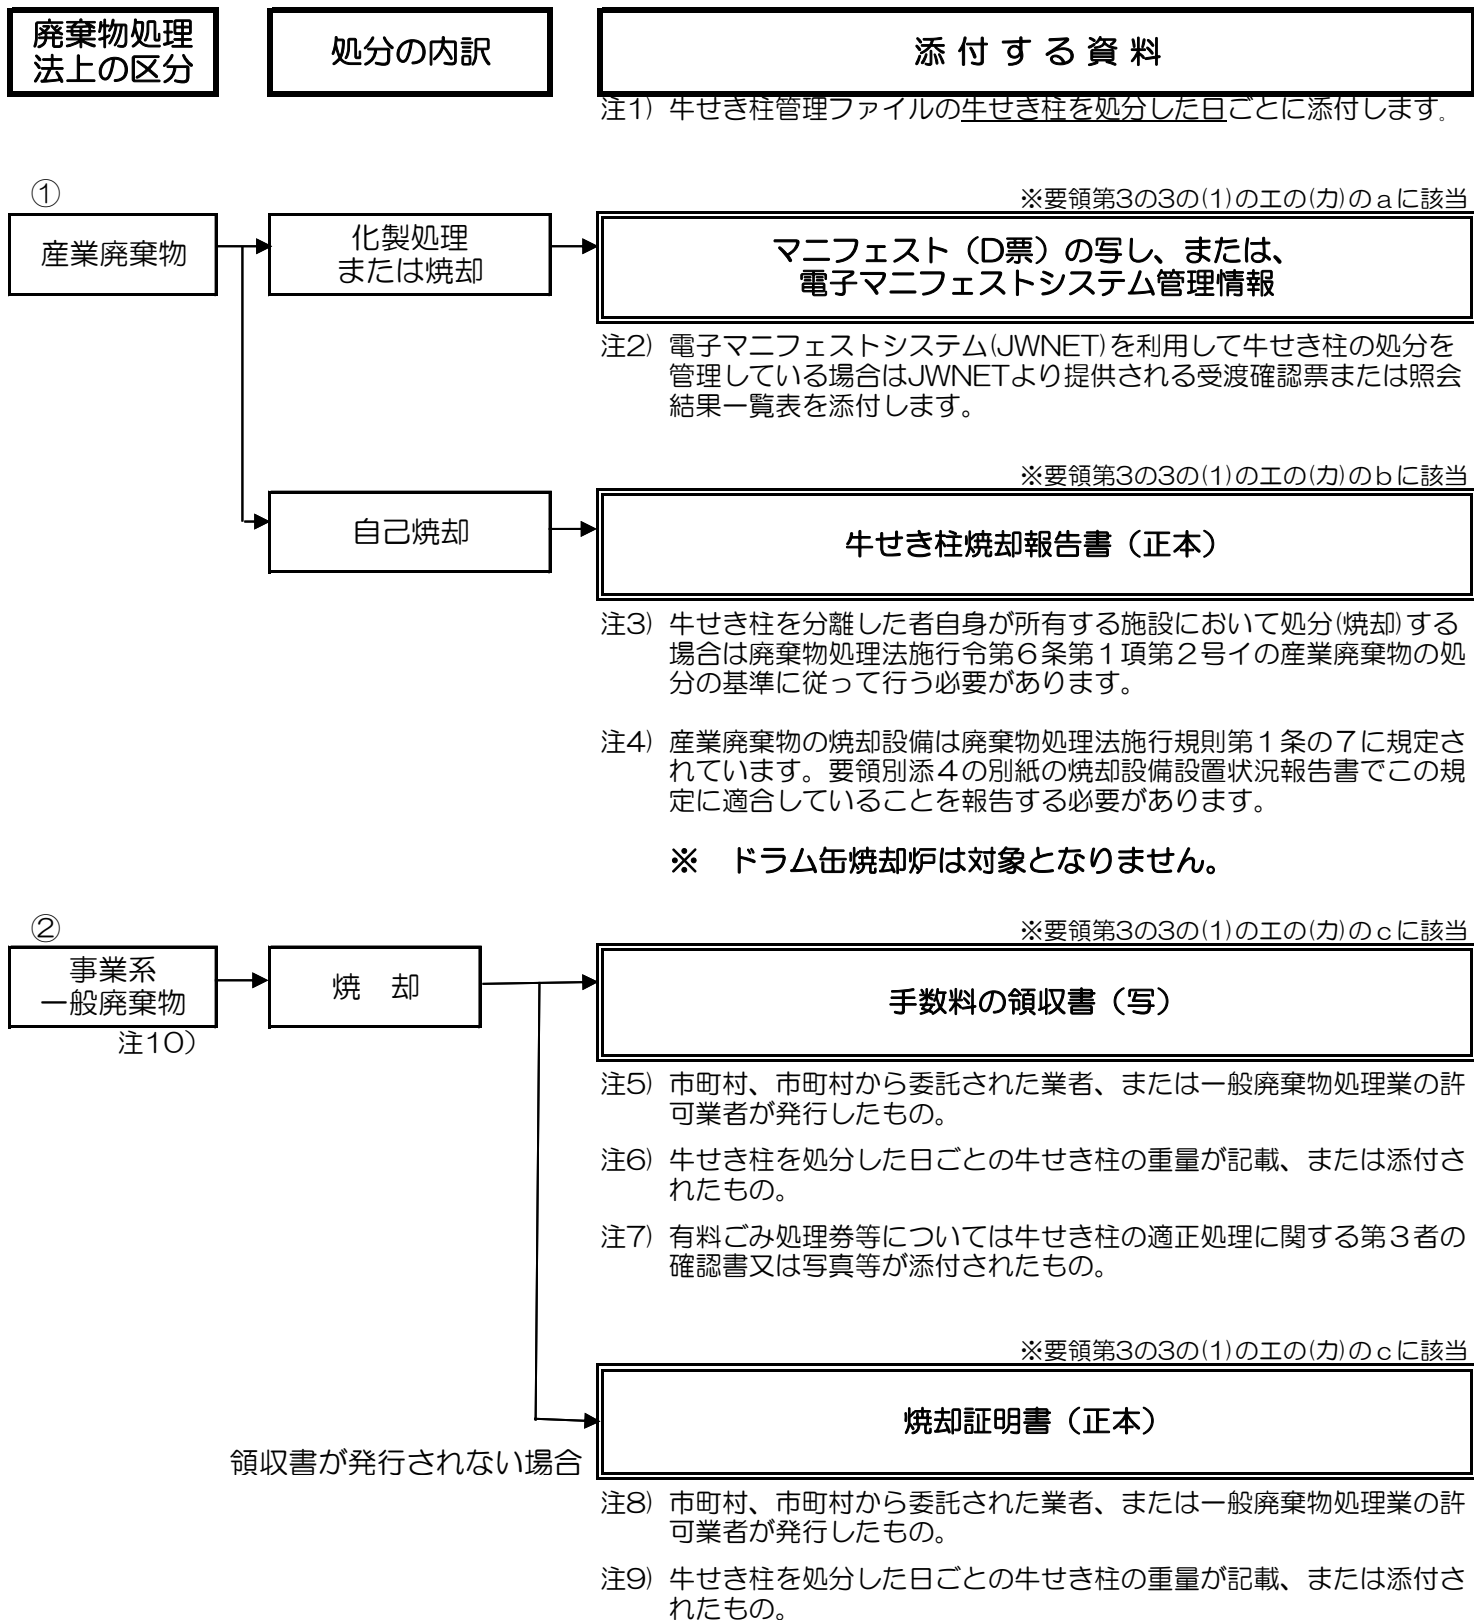 廃棄物処理
法上の区分
処分の内訳
添 付 す る 資 料
注1) 牛せき柱管理ファイルの牛せき柱を処分した日ごとに添付します。
①
※要領第3の3の(1)のエの(カ)のａに該当
産業廃棄物
化製処理
または焼却
マニフェスト（D票）の写し、または、
電子マニフェストシステム管理情報
注2) 電子マニフェストシステム(JWNET)を利用して牛せき柱の処分を
管理している場合はJWNETより提供される受渡確認票または照会
結果一覧表を添付します。
※要領第3の3の(1)のエの(カ)のｂに該当
自己焼却
牛せき柱焼却報告書（正本）
注3) 牛せき柱を分離した者自身が所有する施設において処分(焼却)する
場合は廃棄物処理法施行令第６条第１項第２号イの産業廃棄物の処
分の基準に従って行う必要があります。
注4) 産業廃棄物の焼却設備は廃棄物処理法施行規則第１条の７に規定さ
れています。要領別添４の別紙の焼却設備設置状況報告書でこの規
定に適合していることを報告する必要があります。
※　ドラム缶焼却炉は対象となりません。
②
※要領第3の3の(1)のエの(カ)のｃに該当
事業系
一般廃棄物
注10）
焼　却
手数料の領収書（写）
注5) 市町村、市町村から委託された業者、または一般廃棄物処理業の許
可業者が発行したもの。
注6) 牛せき柱を処分した日ごとの牛せき柱の重量が記載、または添付さ
れたもの。
注7) 有料ごみ処理券等については牛せき柱の適正処理に関する第３者の
確認書又は写真等が添付されたもの。
※要領第3の3の(1)のエの(カ)のｃに該当
焼却証明書（正本）
領収書が発行されない場合
注8) 市町村、市町村から委託された業者、または一般廃棄物処理業の許
可業者が発行したもの。
注9) 牛せき柱を処分した日ごとの牛せき柱の重量が記載、または添付さ
れたもの。